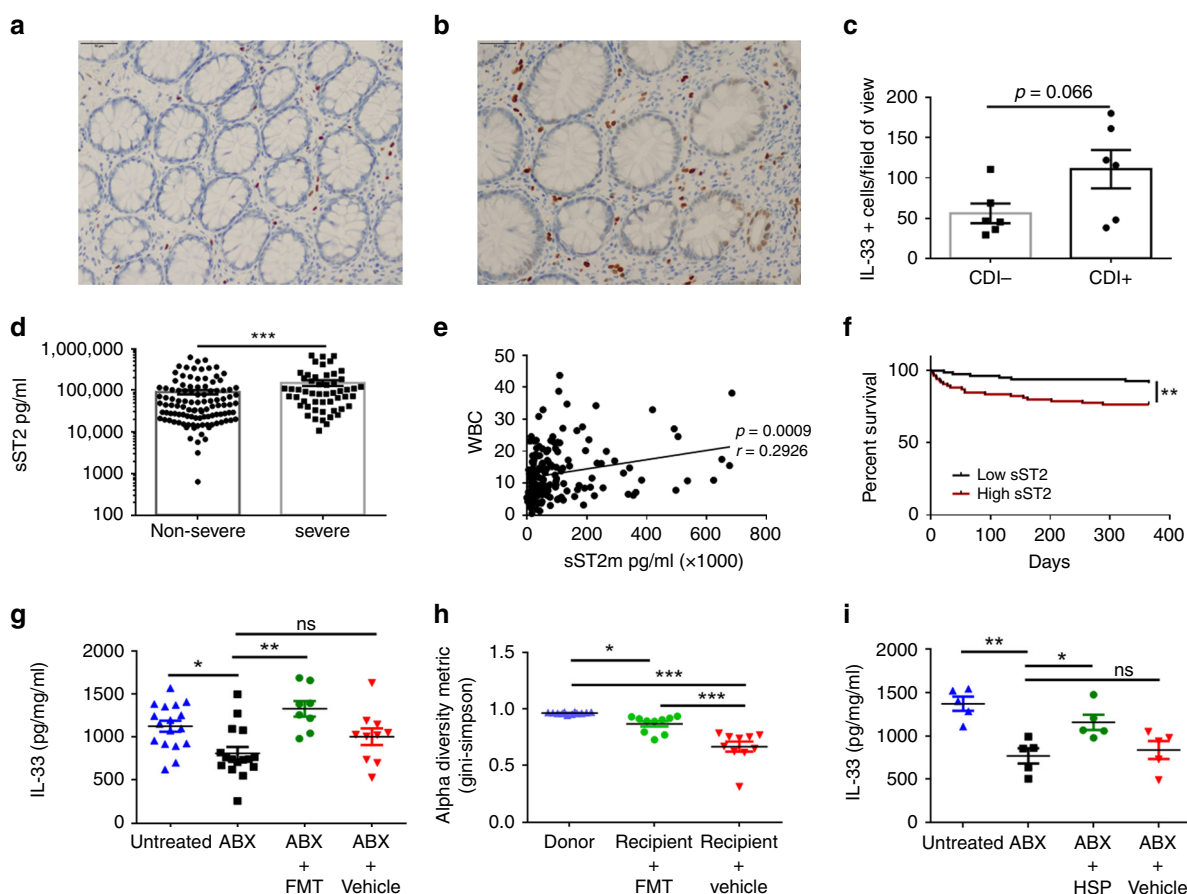 a
b
c
p = 0.066
200
150
100
50
0
IL-33 + cells/field of view
CDI–
CDI+
d
***
1,000,000
100,000
10,000
1000
100
sST2 pg/ml
Non-severe
severe
e
50
40
30
20
10
0
WBC
p = 0.0009
r = 0.2926
0
200
400
600
800
sST2m pg/ml (×1000)
f
100
50
0
Percent survival
**
Low sST2
High sST2
0
100
200
300
400
Days
g
ns
**
*
2000
1500
1000
500
0
IL-33 (pg/mg/ml)
Untreated
ABX
ABX + FMT
ABX + Vehicle
h
*
***
***
1.5
1.0
0.5
0.0
Alpha diversity metric
(gini-simpson)
Donor
Recipient + FMT
Recipient + vehicle
i
**
*
ns
2000
1500
1000
500
0
IL-33 (pg/mg/ml)
Untreated
ABX
ABX + HSP
ABX + Vehicle